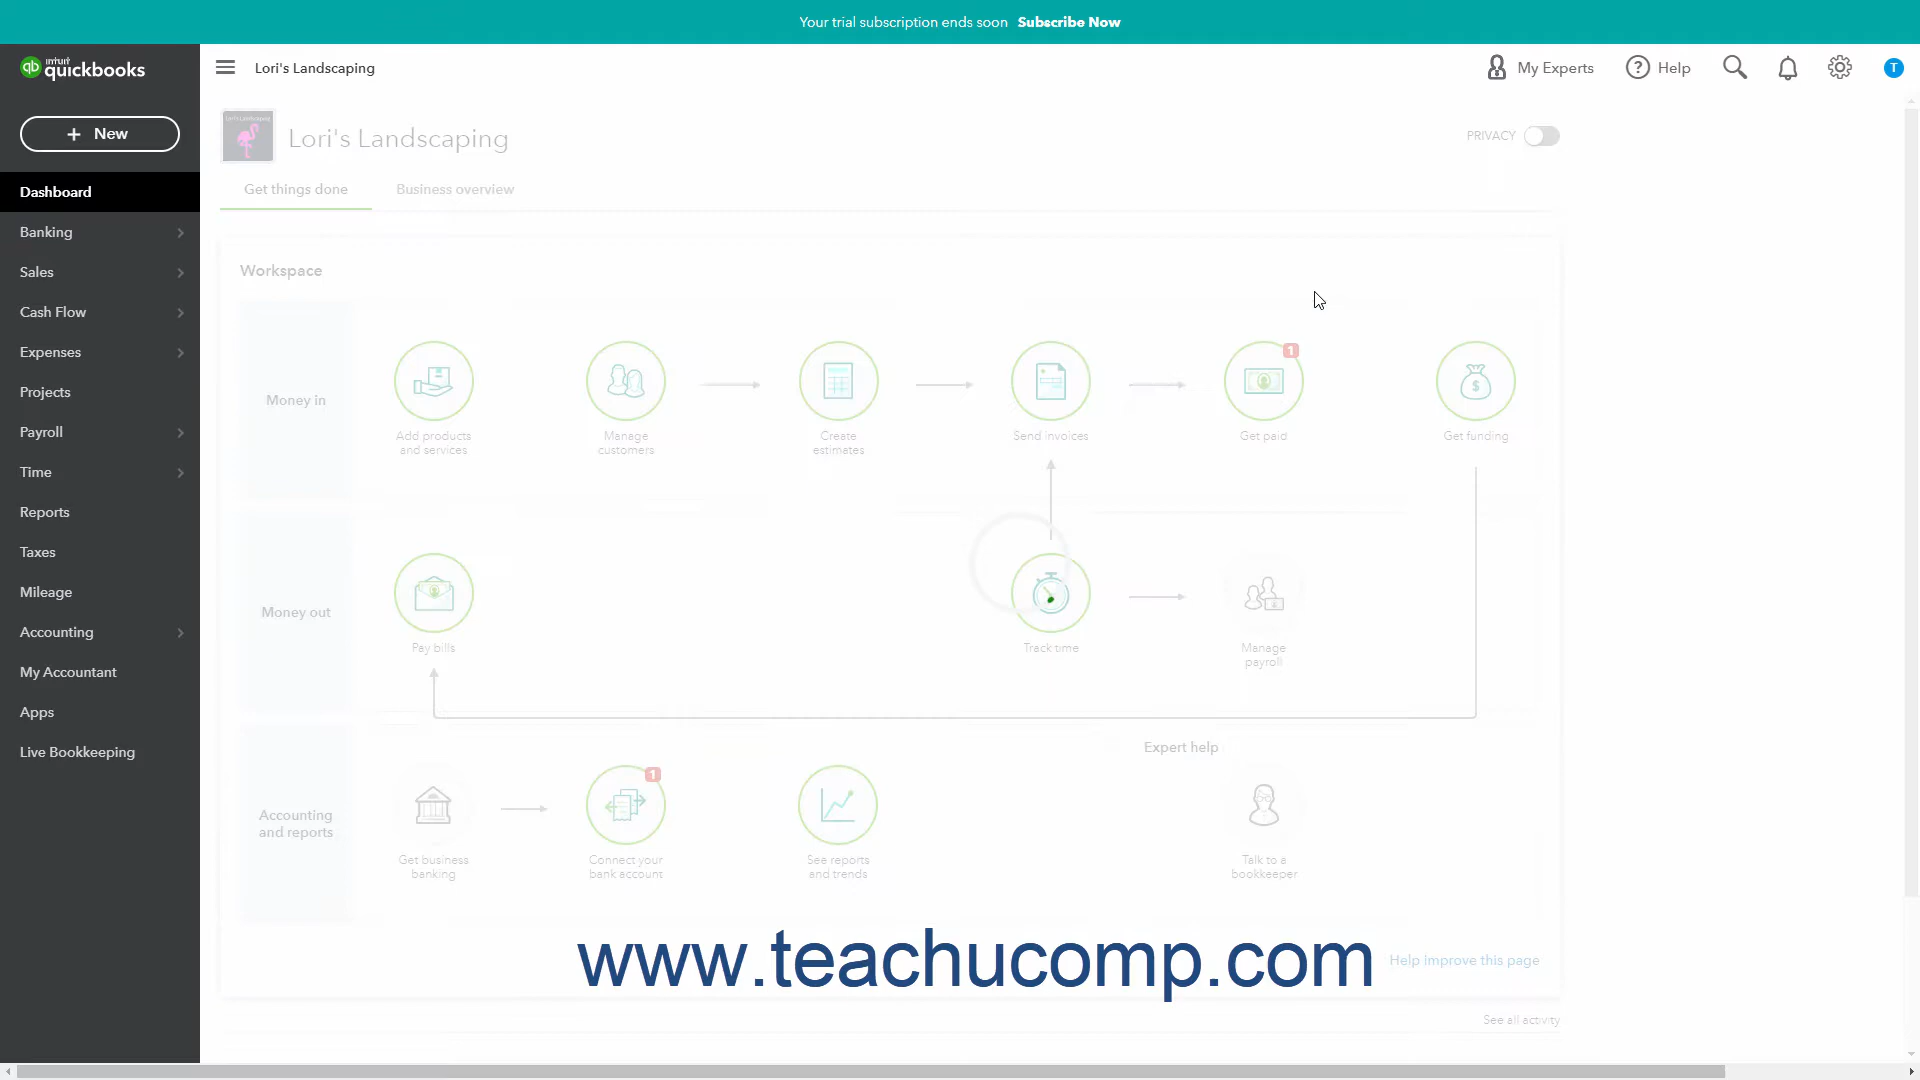 Your trial subscription ends soon Subscribe Now
intuit
quickbooks
Lori's Landscaping
My Experts
Help
T
New
Lori's Landscaping
PRIVACY
Dashboard
Banking
Sales
Cash Flow
Expenses
Projects
Payroll
Time
Reports
Taxes
Mileage
Accounting
My Accountant
Apps
Live Bookkeeping
Get things done
Business overview
Workspace
Money in
Add products
and services
Manage
customers
Create
estimates
Send invoices
1
Get paid
Get funding
Money out
Pay bills
Track time
Manage
payroll
Accounting
and reports
Get business
banking
1
Connect your
bank account
See reports
and trends
Expert help
Talk to a
bookkeeper
www.teachucomp.com
Help improve this page
See all activity